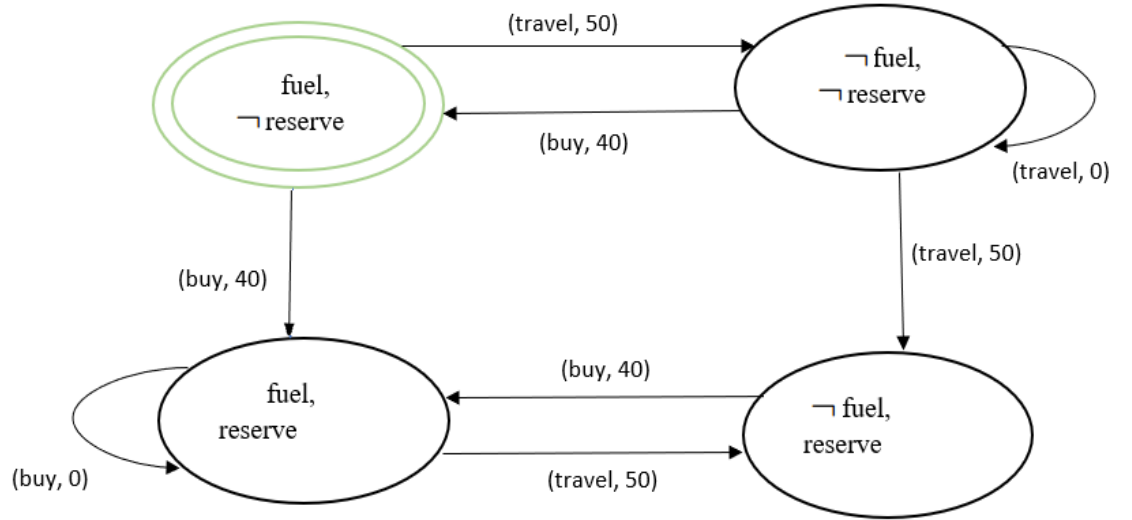 (travel, 50)
fuel,
¬ reserve
¬ fuel,
¬ reserve
(buy, 40)
(travel, 0)
(buy, 40)
(travel, 50)
fuel,
reserve
(buy, 40)
¬ fuel,
reserve
(buy, 0)
(travel, 50)